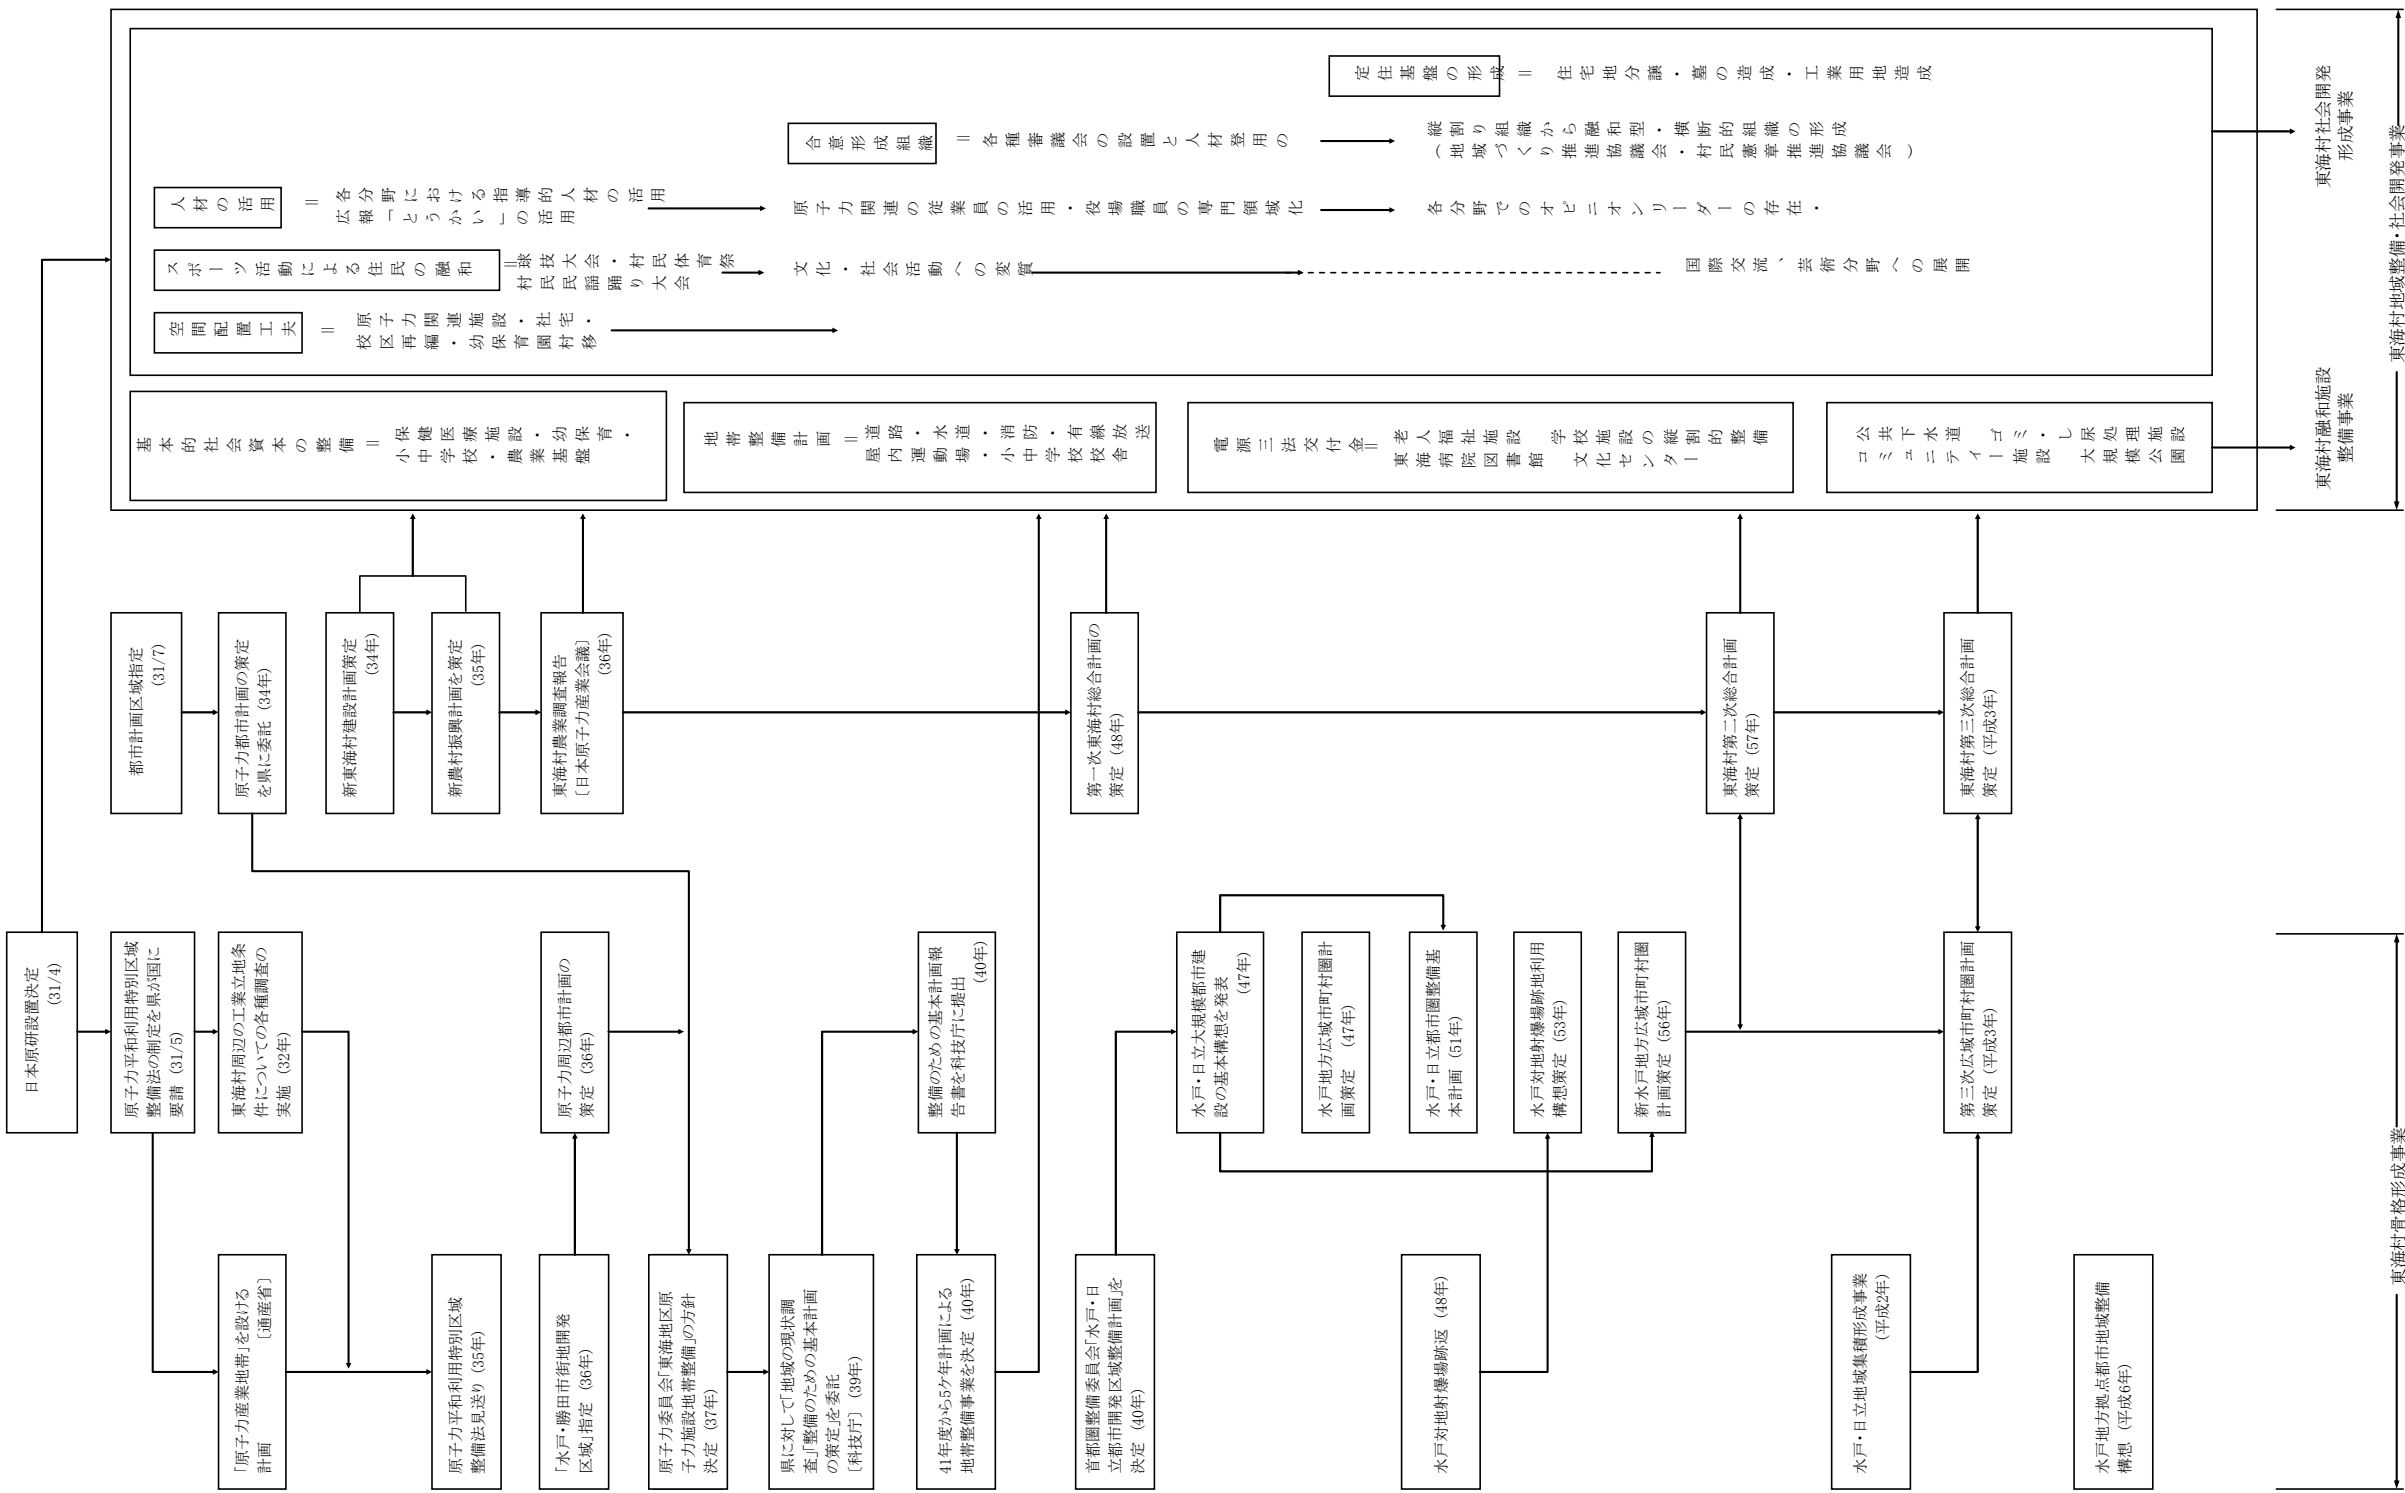 日本原研設置決定
(31/4)
原子力平和利用特別区域
整備法の制定を県が国に
要請 (31/5)
東海村周辺の工業立地条
件についての各種調査の
実施 (32年)
「原子力産業地帯」を設ける
計画　〔通産省〕
原子力平和利用特別区域
整備法見送り (35年)
「水戸・勝田市街地開発
区域」指定 (36年)
原子力周辺都市計画の
策定 (36年)
原子力委員会「東海地区原
子力施設地帯整備」の方針
決定 (37年)
県に対して「地域の現状調
査」「整備のための基本計画
の策定」を委託
〔科技庁〕 (39年)
整備のための基本計画報
告書を科技庁に提出
(40年)
41年度から5ケ年計画による
地帯整備事業を決定 (40年)
首都圏整備委員会「水戸・日
立都市開発区域整備計画」を
決定 (40年)
水戸・日立大規模都市建
設の基本構想を発表
(47年)
水戸地方広域市町村圏計
画策定 (47年)
水戸・日立都市圏整備基
本計画 (51年)
水戸対地射爆場跡地利用
構想策定 (53年)
新水戸地方広域市町村圏
計画策定 (56年)
水戸対地射爆場跡返 (48年)
水戸・日立地域集積形成事業
(平成2年)
第三次広域市町村圏計画
策定 (平成3年)
水戸地方拠点都市地域整備
構想 (平成6年)
都市計画区域指定
(31/7)
原子力都市計画の策定
を県に委託 (34年)
新東海村建設計画策定
(34年)
新農村振興計画を策定
(35年)
東海村農業調査報告
〔日本原子力産業会議〕
(36年)
第一次東海村総合計画の
策定 (48年)
東海村第二次総合計画
策定 (57年)
東海村第三次総合計画
策定 (平成3年)
基本的社会資本の整備 ＝
保健医療施設・幼保育・
小中学校・農業基盤
地帯整備計画 ＝
道路・水道・消防・有線放送
屋内運動場・小中学校校舎
電源三法交付金＝
老人福祉施設　学校施設の縦割的整備
東海病院図書館　文化センター
公共下水道　ゴミ・し尿処理施設
コミュニティー施設　大規模公園
空間配置工夫 ＝
原子力関連施設・社宅・
校区再編・幼保育園村移
スポーツ活動による住民の融和
＝球技大会・村民体育祭
村民民謡踊り大会
文化・社会活動への変質
国際交流、芸術分野への展開
人材の活用 ＝
各分野における指導的人材の活用
広報「とうかい」の活用
原子力関連の従業員の活用・役場職員の専門領域化
各分野でのオピニオンリーダーの存在・
合意形成組織 ＝ 各種審議会の設置と人材登用の
縦割り組織から融和型・横断的組織の形成
（地域づくり推進協議会・村民憲章推進協議会）
定住基盤の形成 ＝ 住宅地分譲・墓の造成・工業用地造成
東海村社会開発
形成事業
東海村融和施設
整備事業
東海村地域整備・社会開発事業
東海村骨格形成事業